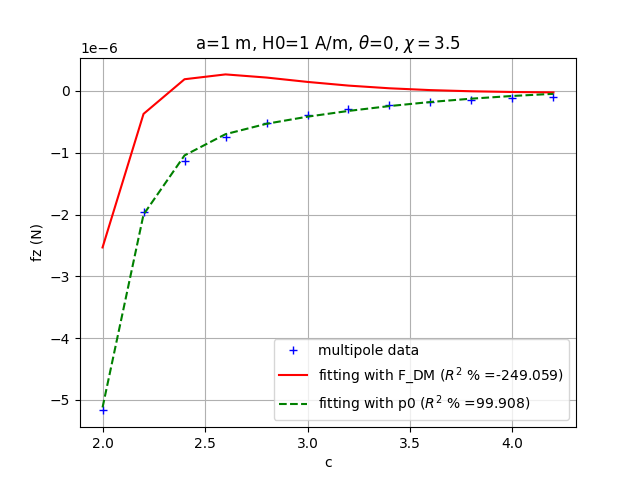 a=1 m, H0=1 A/m, θ=0, χ = 3.5
1e−6
0
−1
−2
−3
−4
−5
fz (N)
multipole data
fitting with F_DM (R² % =-249.059)
fitting with p0 (R² % =99.908)
2.0 2.5 3.0 3.5 4.0
c